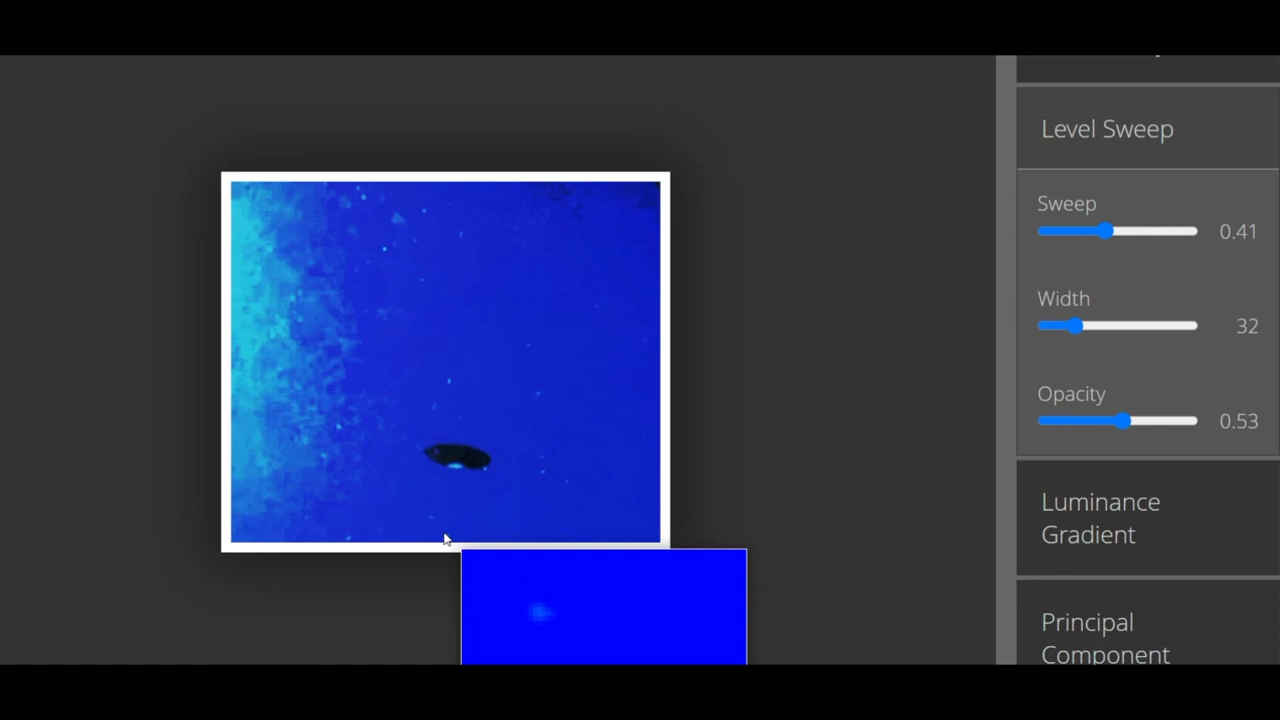 Level Sweep
Sweep
0.41
Width
32
Opacity
0.53
Luminance
Gradient
Principal
Component